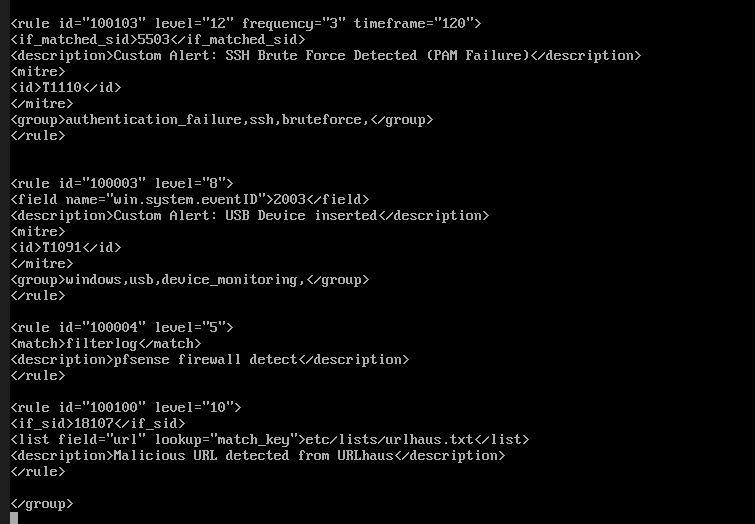 <rule id="100103" level="12" frequency="3" timeframe="120">
<if_matched_sid>5503</if_matched_sid>
<description>Custom Alert: SSH Brute Force Detected (PAM Failure)</description>
<mitre>
<id>T1110</id>
</mitre>
<group>authentication_failure,ssh,bruteforce,</group>
</rule>
<rule id="100003" level="8">
<field name="win.system.eventID">2003</field>
<description>Custom Alert: USB Device inserted</description>
<mitre>
<id>T1091</id>
</mitre>
<group>windows,usb,device_monitoring,</group>
</rule>
<rule id="100004" level="5">
<match>filterlog</match>
<description>pfsense firewall detect</description>
</rule>
<rule id="100100" level="10">
<if_sid>18107</if_sid>
<list field="url" lookup="match_key">etc/lists/urlhaus.txt</list>
<description>Malicious URL detected from URLhaus</description>
</rule>
</group>